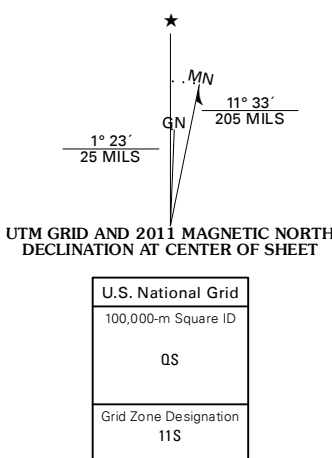 ★
MN
GN
11° 33´
205 MILS
1° 23´
25 MILS
UTM GRID AND 2011 MAGNETIC NORTH
DECLINATION AT CENTER OF SHEET
U.S. National Grid
100,000-m Square ID
QS
Grid Zone Designation
11S